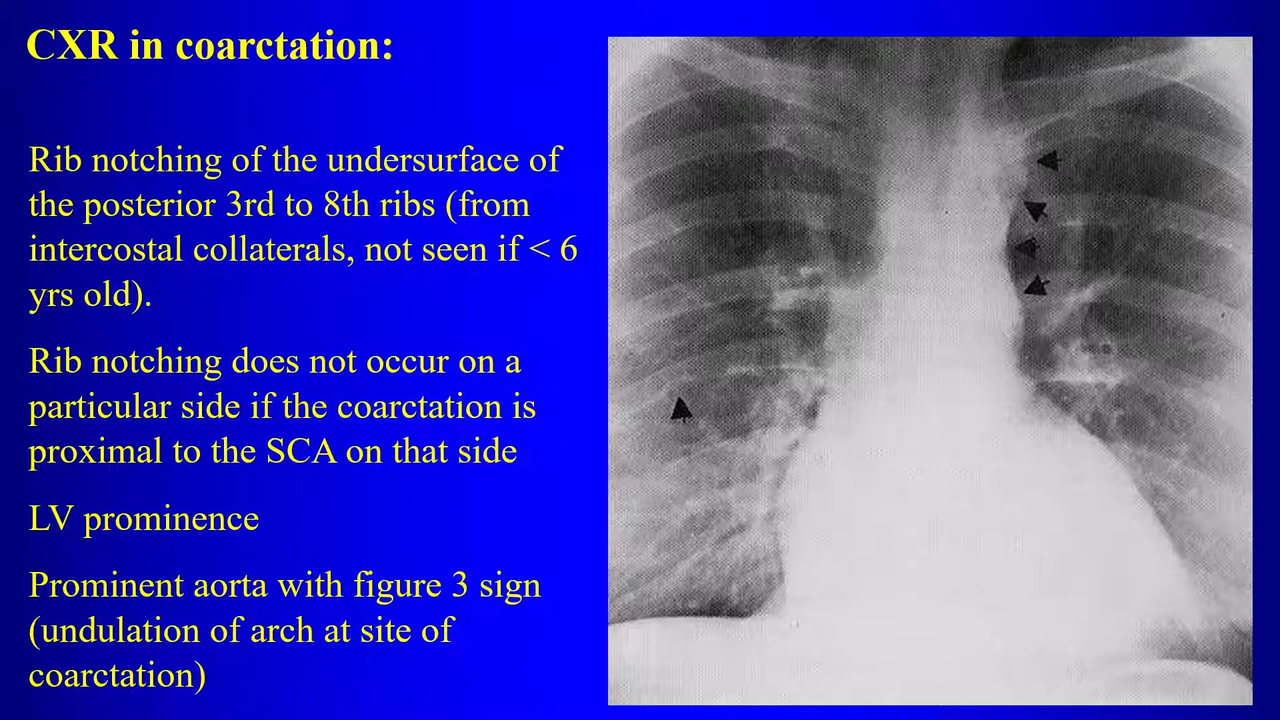 CXR in coarctation:
Rib notching of the undersurface of
the posterior 3rd to 8th ribs (from
intercostal collaterals, not seen if < 6
yrs old).
Rib notching does not occur on a
particular side if the coarctation is
proximal to the SCA on that side
LV prominence
Prominent aorta with figure 3 sign
(undulation of arch at site of
coarctation)